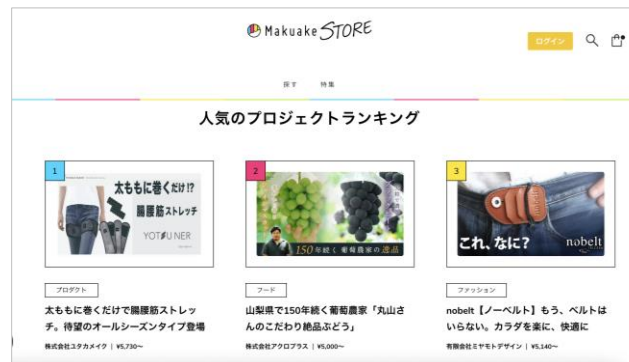 Makuake STORE
ログイン
探す 特集
人気のプロジェクトランキング
1
太ももに巻くだけ!?
腸腰筋ストレッチ
YOTSUNER
プロダクト
太ももに巻くだけで腸腰筋ストレッ
チ。待望のオールシーズンタイプ登場
株式会社ユタカメイク | ¥5,730〜
2
150年続く葡萄農家の逸品
フード
山梨県で150年続く葡萄農家「丸山さ
んのこだわり絶品ぶどう」
株式会社アクロプラス | ¥5,000〜
3
これ、なに?
nobelt
ファッション
nobelt【ノーベルト】もう、ベルトは
いらない。カラダを楽に、快適に
有限会社ミヤモトデザイン | ¥5,140〜